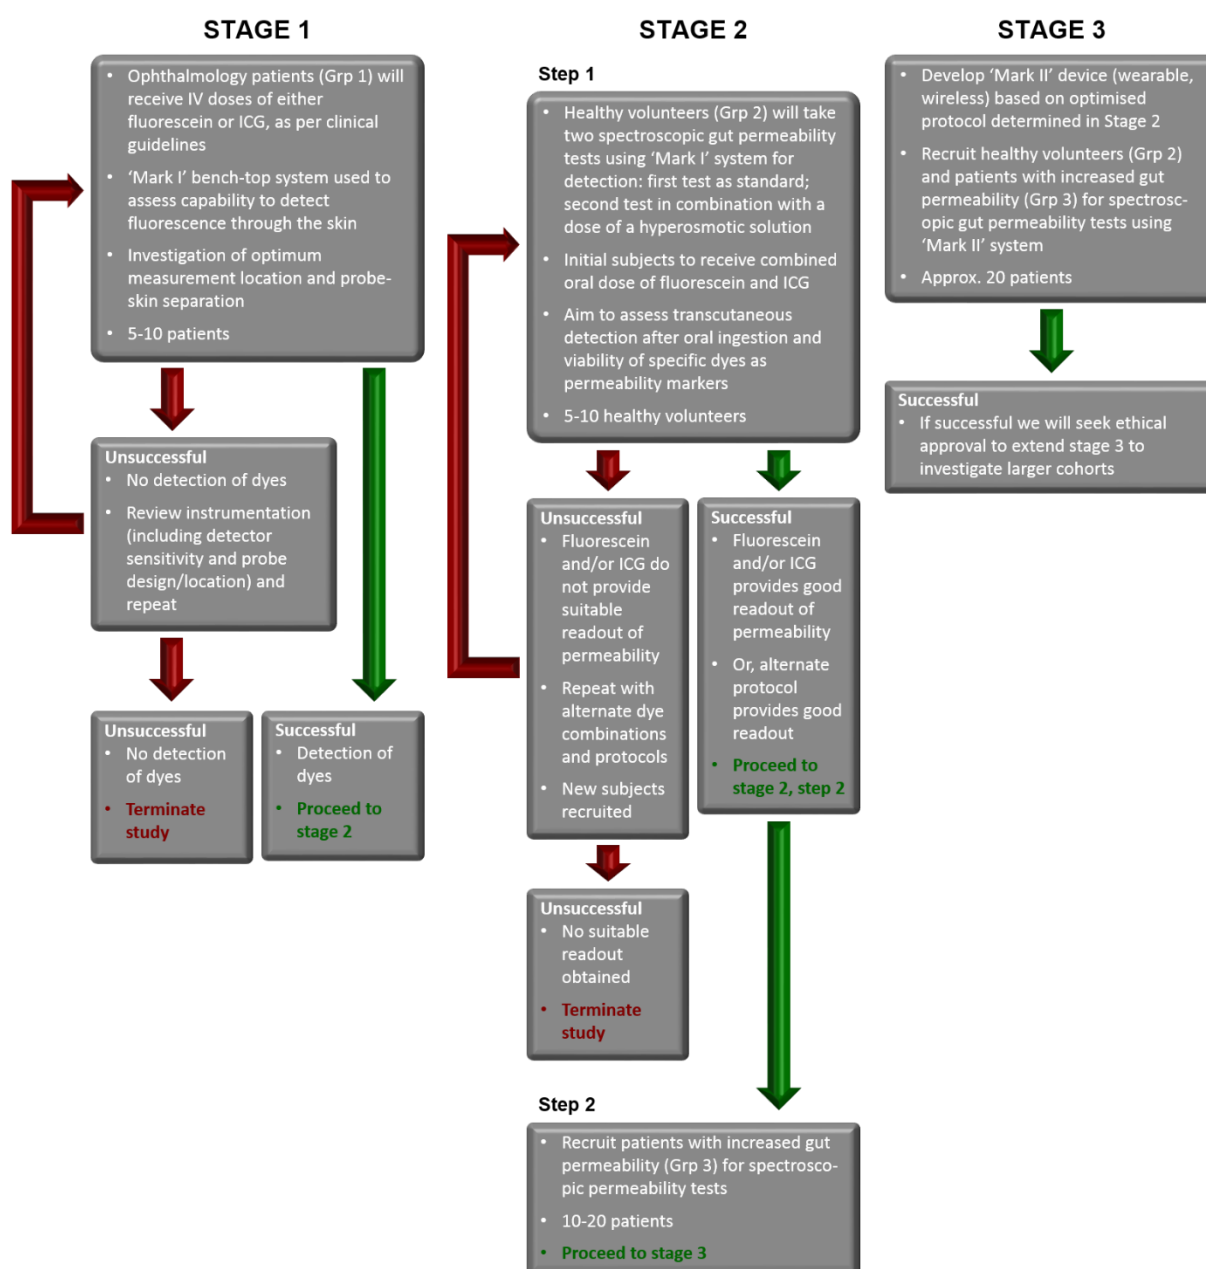 STAGE 1
• Ophthalmology patients (Grp 1) will
receive IV doses of either
fluorescein or ICG, as per clinical
guidelines
• ‘Mark I’ bench-top system used to
assess capability to detect
fluorescence through the skin
• Investigation of optimum
measurement location and probe-
skin separation
• 5-10 patients
Unsuccessful
• No detection of dyes
• Review instrumentation
(including detector
sensitivity and probe
design/location) and
repeat
Unsuccessful
• No detection
of dyes
• Terminate
study
Successful
• Detection of
dyes
• Proceed to
stage 2
STAGE 2
Step 1
• Healthy volunteers (Grp 2) will take
two spectroscopic gut permeability
tests using ‘Mark I’ system for
detection: first test as standard;
second test in combination with a
dose of a hyperosmotic solution
• Initial subjects to receive combined
oral dose of fluorescein and ICG
• Aim to assess transcutaneous
detection after oral ingestion and
viability of specific dyes as
permeability markers
• 5-10 healthy volunteers
Unsuccessful
• Fluorescein
and/or ICG do
not provide
suitable
readout of
permeability
• Repeat with
alternate dye
combinations
and protocols
• New subjects
recruited
Successful
• Fluorescein
and/or ICG
provides good
readout of
permeability
• Or, alternate
protocol
provides good
readout
• Proceed to
stage 2, step 2
Unsuccessful
• No suitable
readout
obtained
• Terminate
study
Step 2
• Recruit patients with increased gut
permeability (Grp 3) for spectrosco-
pic permeability tests
• 10-20 patients
• Proceed to stage 3
STAGE 3
• Develop ‘Mark II’ device (wearable,
wireless) based on optimised
protocol determined in Stage 2
• Recruit healthy volunteers (Grp 2)
and patients with increased gut
permeability (Grp 3) for spectrosc-
opic gut permeability tests using
‘Mark II’ system
• Approx. 20 patients
Successful
• If successful we will seek ethical
approval to extend stage 3 to
investigate larger cohorts